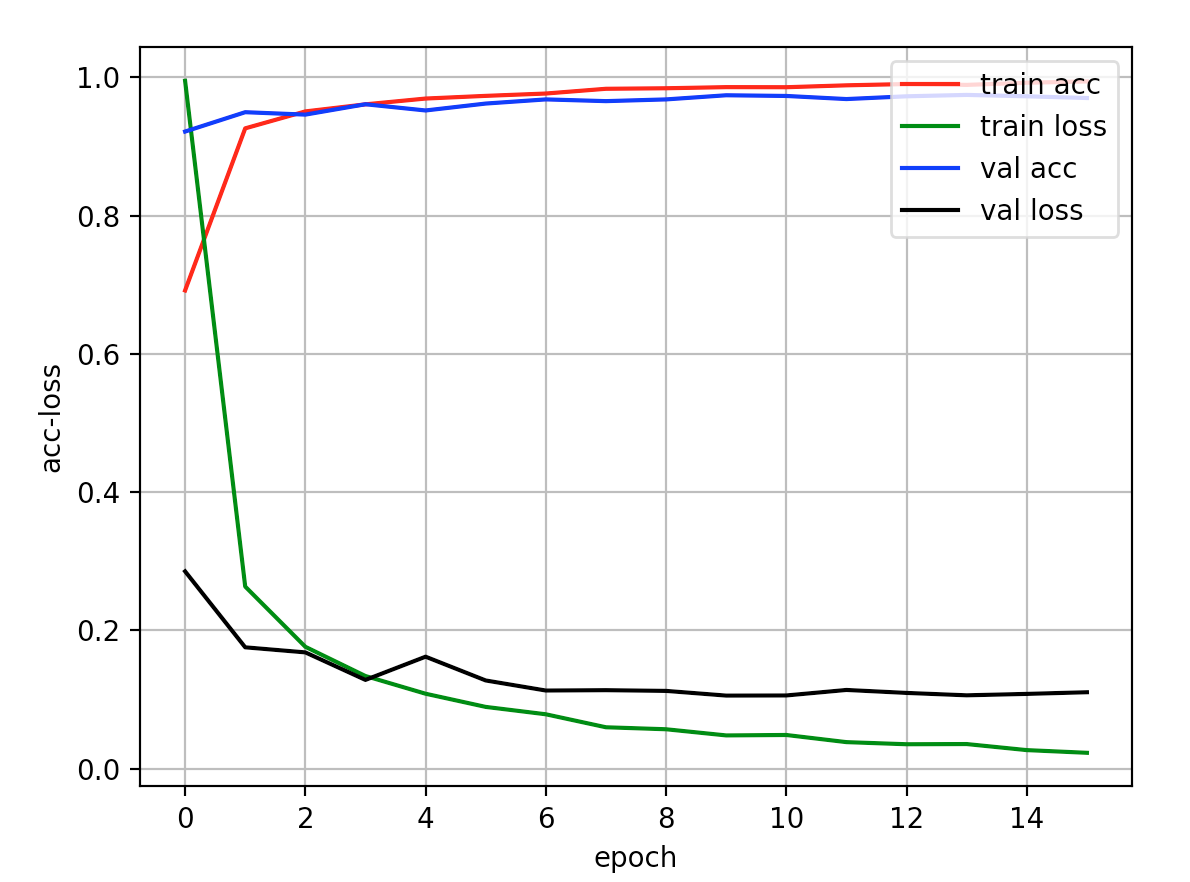 1.0
0.8
0.6
0.4
0.2
0.0
acc-loss
0 2 4 6 8 10 12 14
epoch
train acc
train loss
val acc
val loss